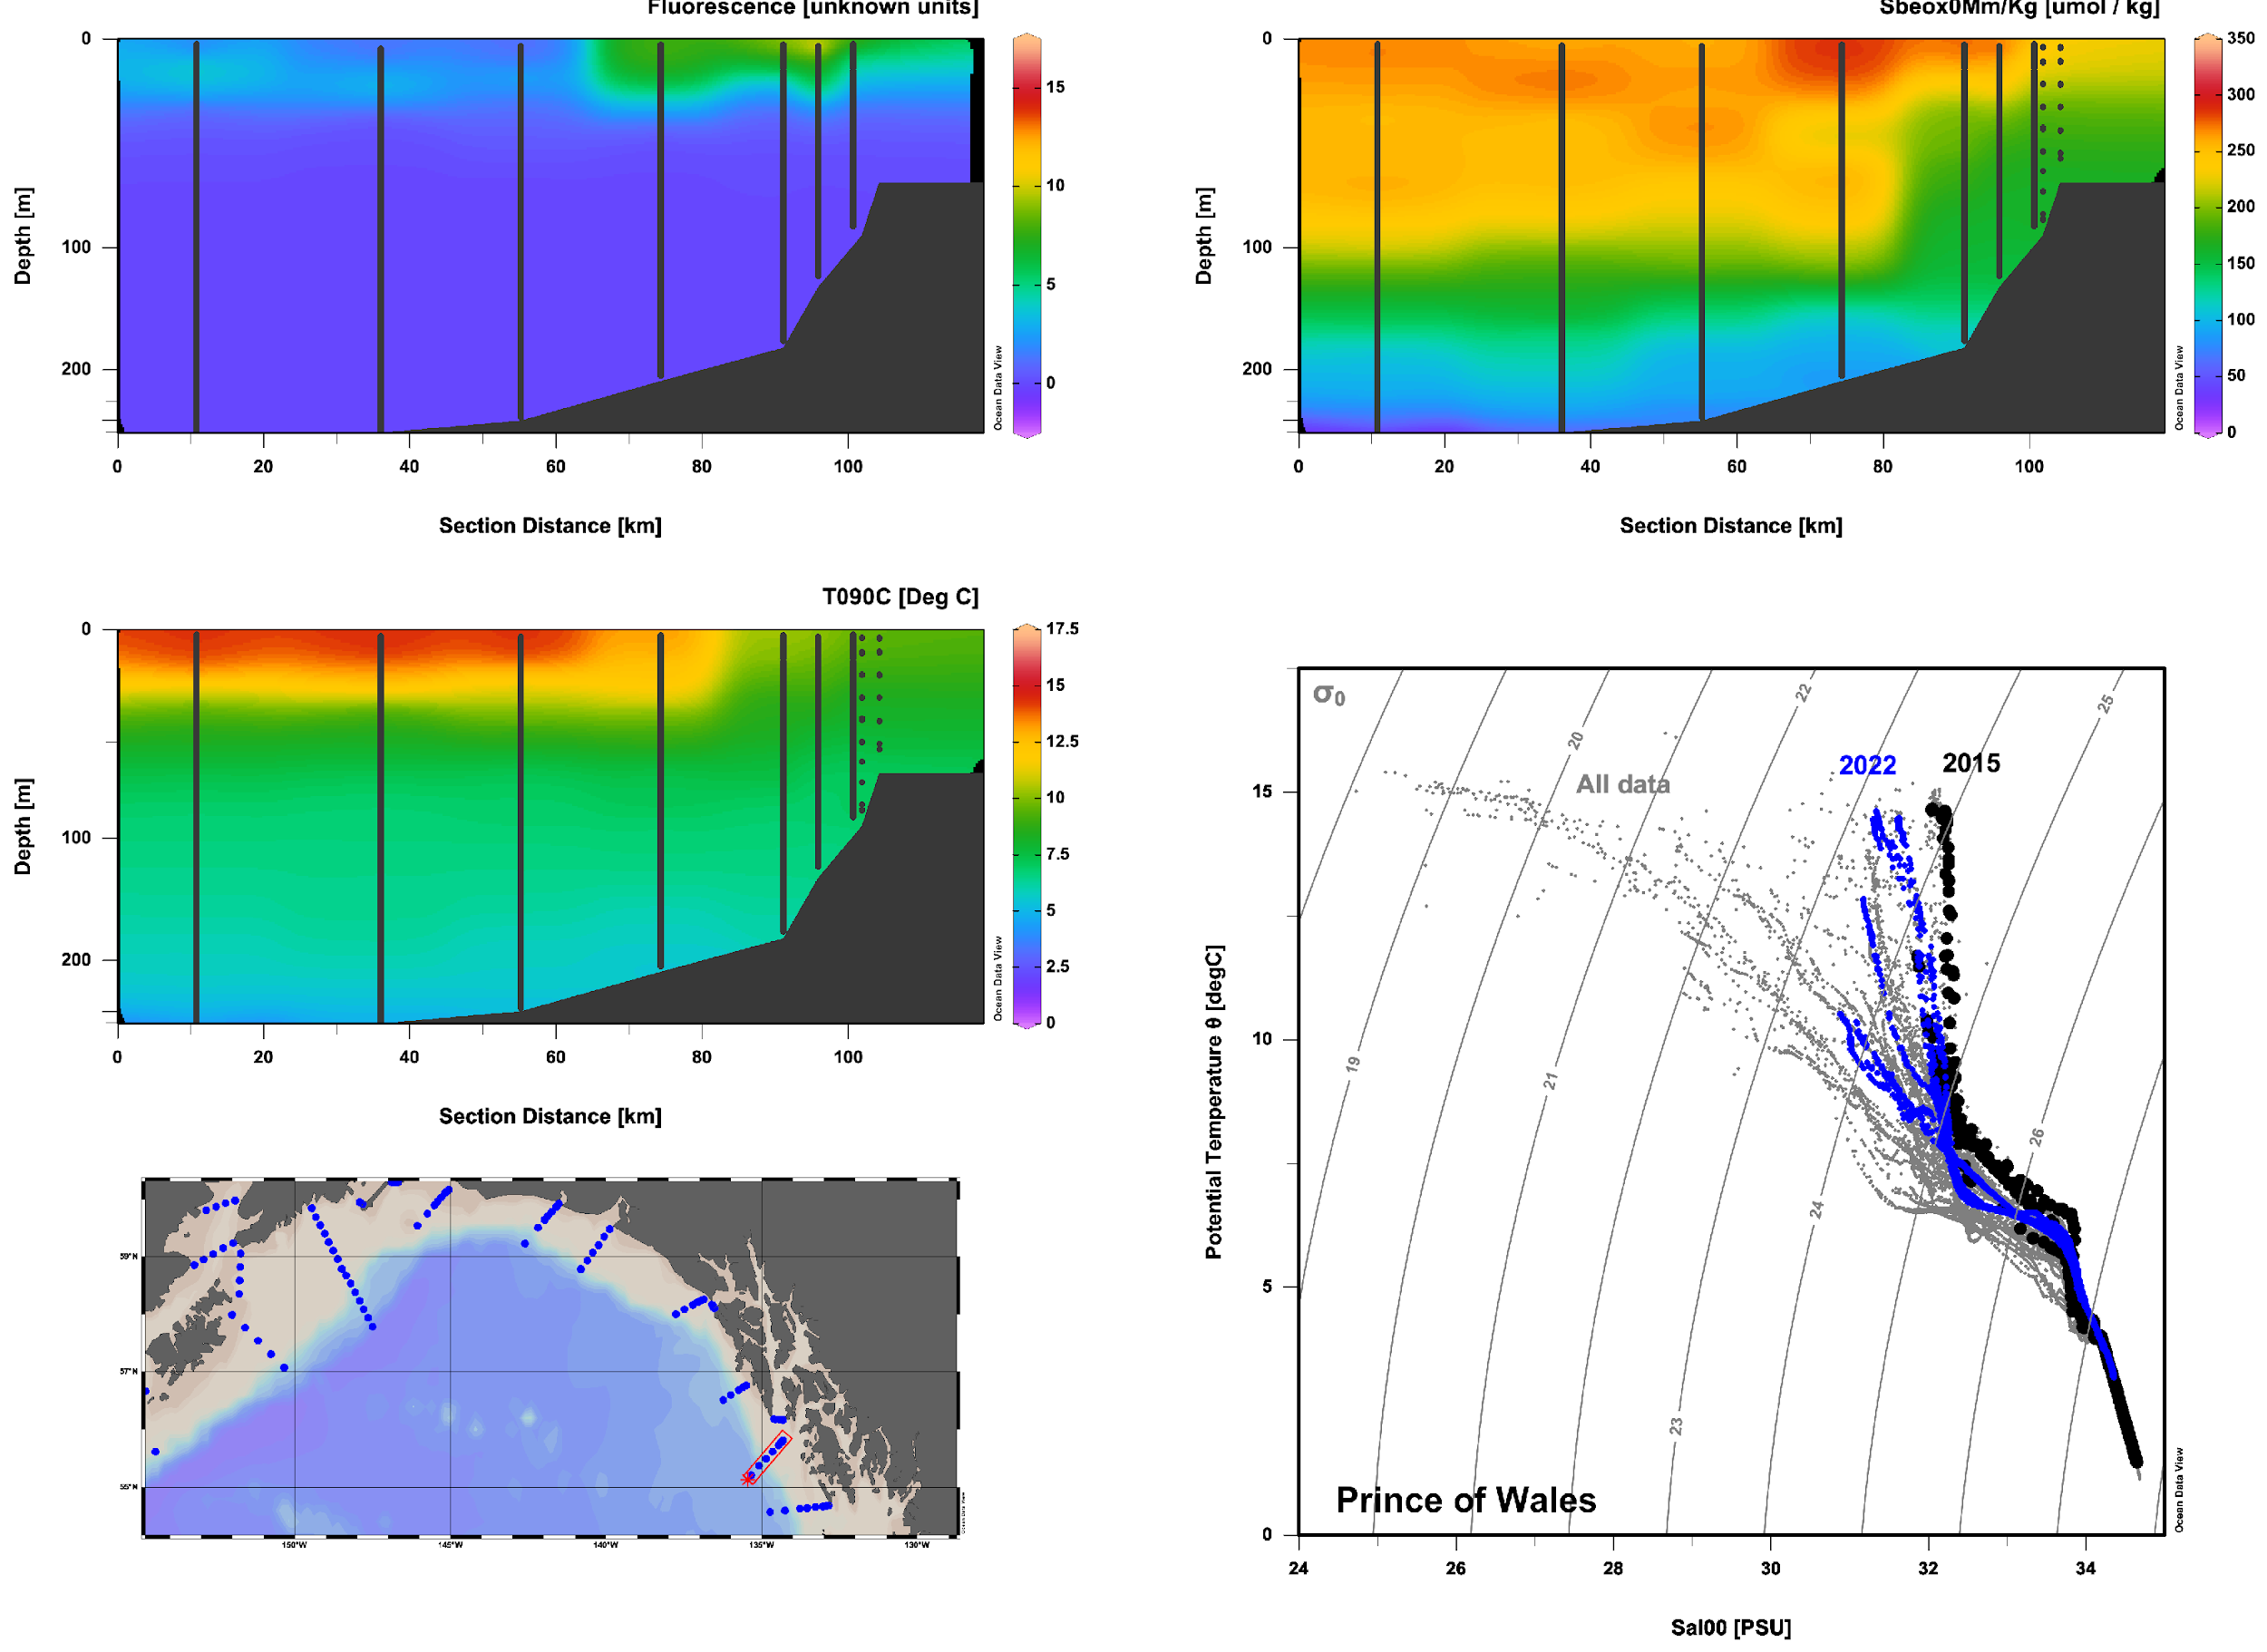 Fluorescence [unknown units]
0
100
200
Depth [m]
0 20 40 60 80 100
Section Distance [km]
15
10
5
0
Ocean Data View
Sbeox0Mm/Kg [umol / kg]
0
100
200
Depth [m]
0 20 40 60 80 100
Section Distance [km]
350
300
250
200
150
100
50
0
Ocean Data View
T090C [Deg C]
0
100
200
Depth [m]
0 20 40 60 80 100
Section Distance [km]
17.5
15
12.5
10
7.5
5
2.5
0
Ocean Data View
59°N
57°N
55°N
150°W 145°W 140°W 135°W 130°W
Ocean Data View
σ0
22
25
20
2022 2015
All data
19
21
26
24
23
Prince of Wales
15
10
5
0
Potential Temperature θ [degC]
24 26 28 30 32 34
Sal00 [PSU]
Ocean Data View